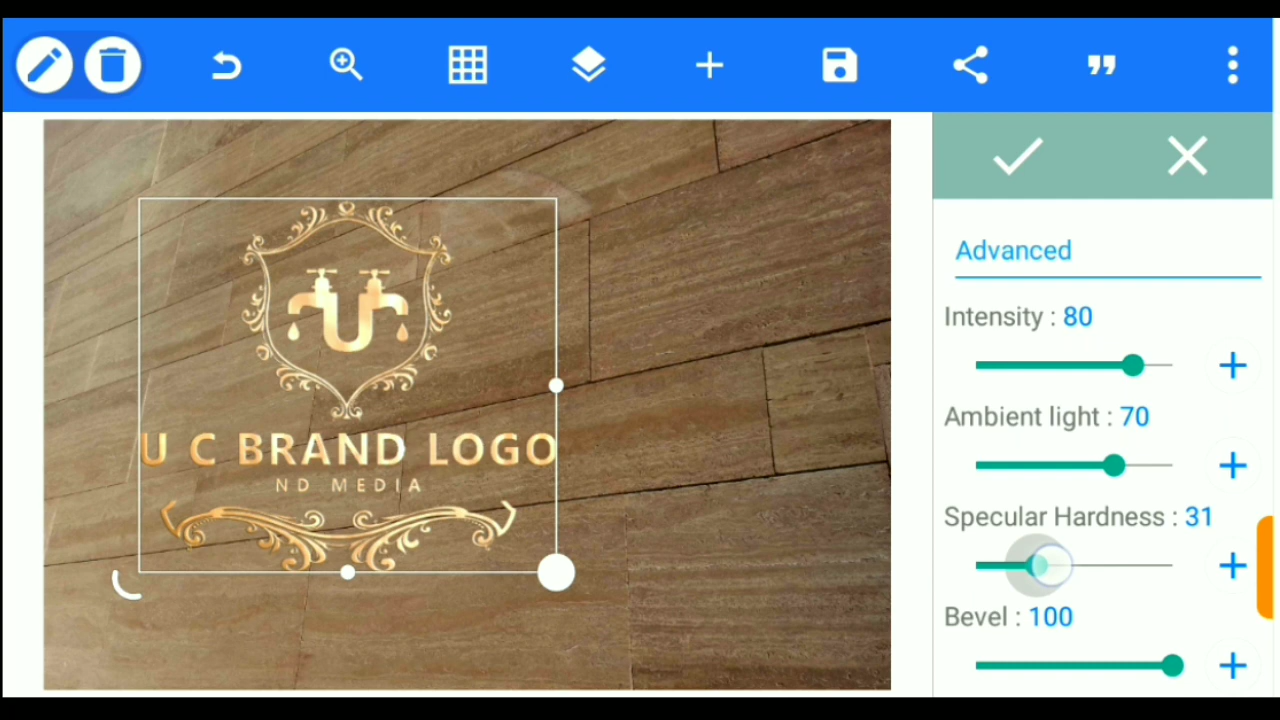 Advanced
Intensity : 80
Ambient light : 70
Specular Hardness : 31
Bevel : 100
U C BRAND LOGO
ND MEDIA